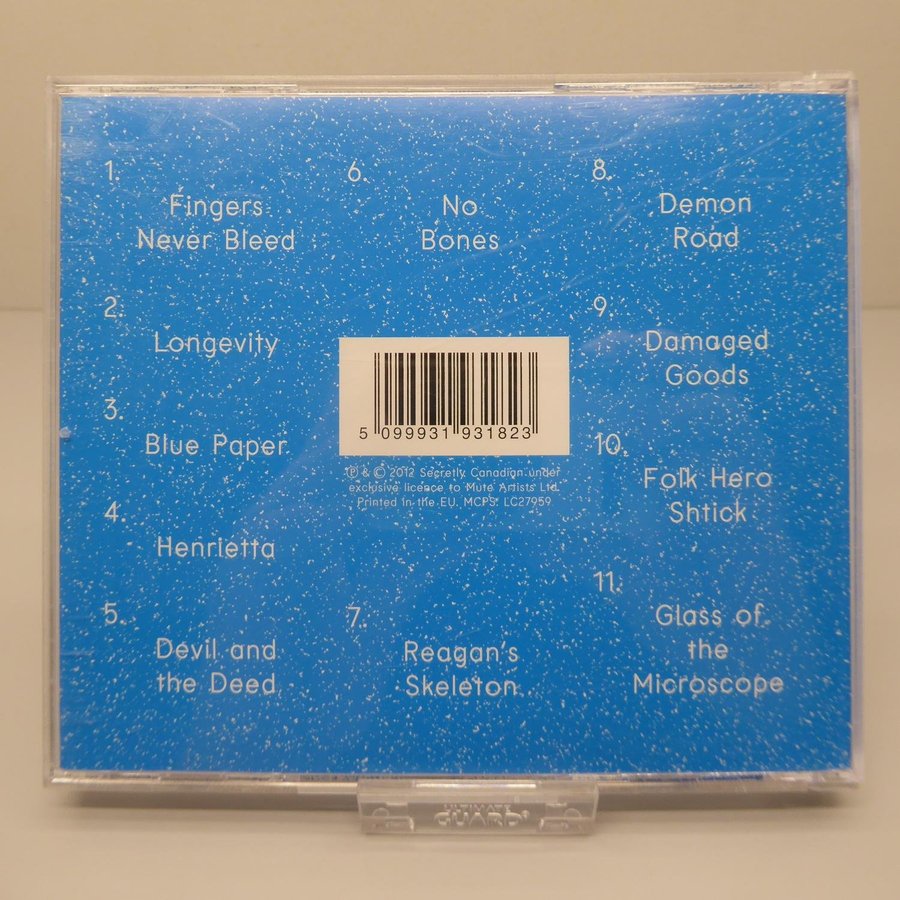 1.
Fingers
Never Bleed
2.
Longevity
3.
Blue Paper
4.
Henrietta
5.
Devil and
the Deed
6.
No
Bones
5 099931 931823
℗ & © 2012 Secretly Canadian under
exclusive licence to Mute Artists Ltd.
Printed in the EU. MCPS. LC27959
7.
Reagan's
Skeleton
8.
Demon
Road
9
Damaged
Goods
10.
Folk Hero
Shtick
11.
Glass of
the
Microscope
ULTIMATE
GUARD®